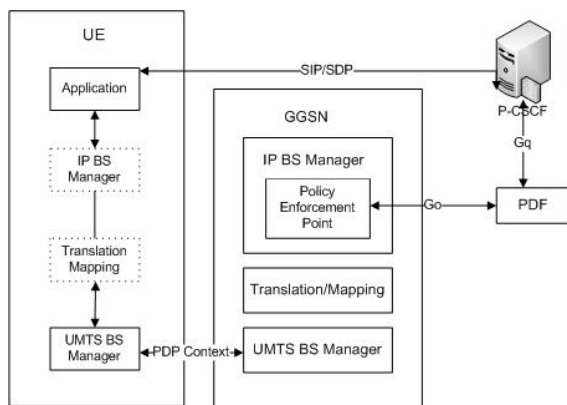 UE
Application
IP BS
Manager
Translation
Mapping
UMTS BS
Manager
SIP/SDP
PDP Context
GGSN
IP BS Manager
Policy
Enforcement
Point
Translation/Mapping
UMTS BS Manager
Go
P-CSCF
Gq
PDF